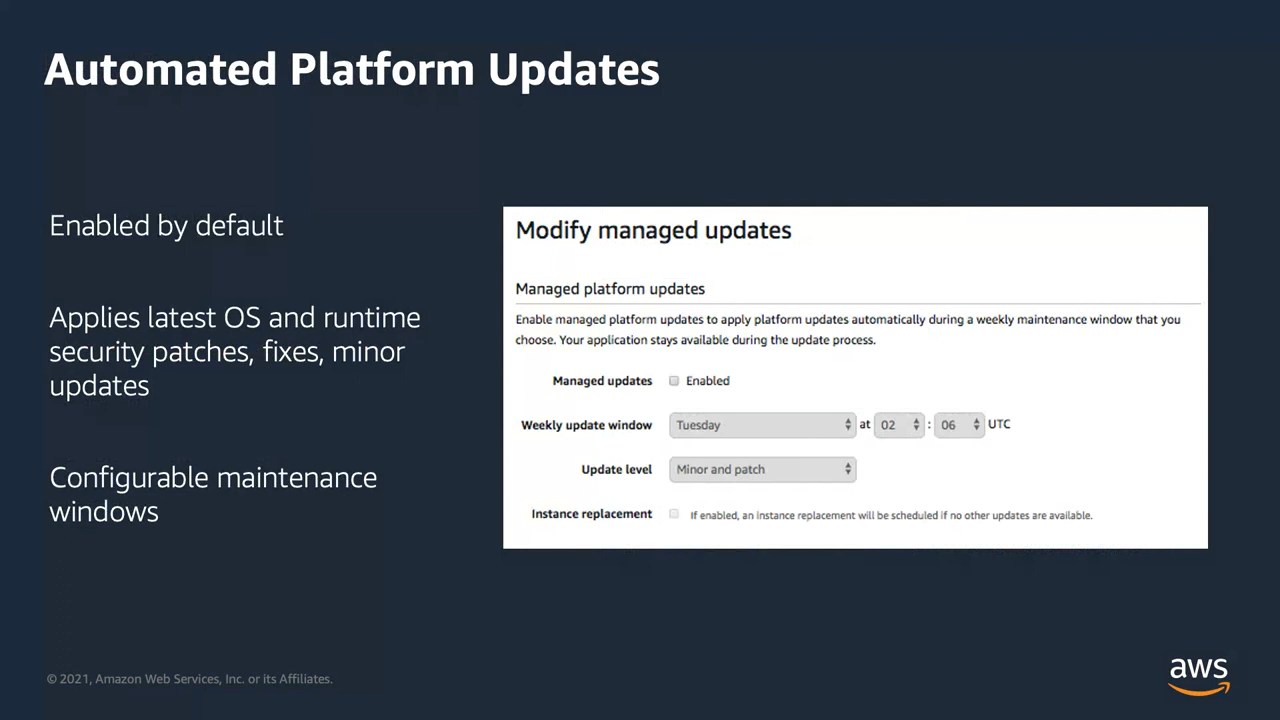 Automated Platform Updates
Enabled by default
Applies latest OS and runtime
security patches, fixes, minor
updates
Configurable maintenance
windows
Modify managed updates
Managed platform updates
Enable managed platform updates to apply platform updates automatically during a weekly maintenance window that you
choose. Your application stays available during the update process.
Managed updates Enabled
Weekly update window Tuesday at 02 : 06 UTC
Update level Minor and patch
Instance replacement If enabled, an instance replacement will be scheduled if no other updates are available.
© 2021, Amazon Web Services, Inc. or its Affiliates.
aws